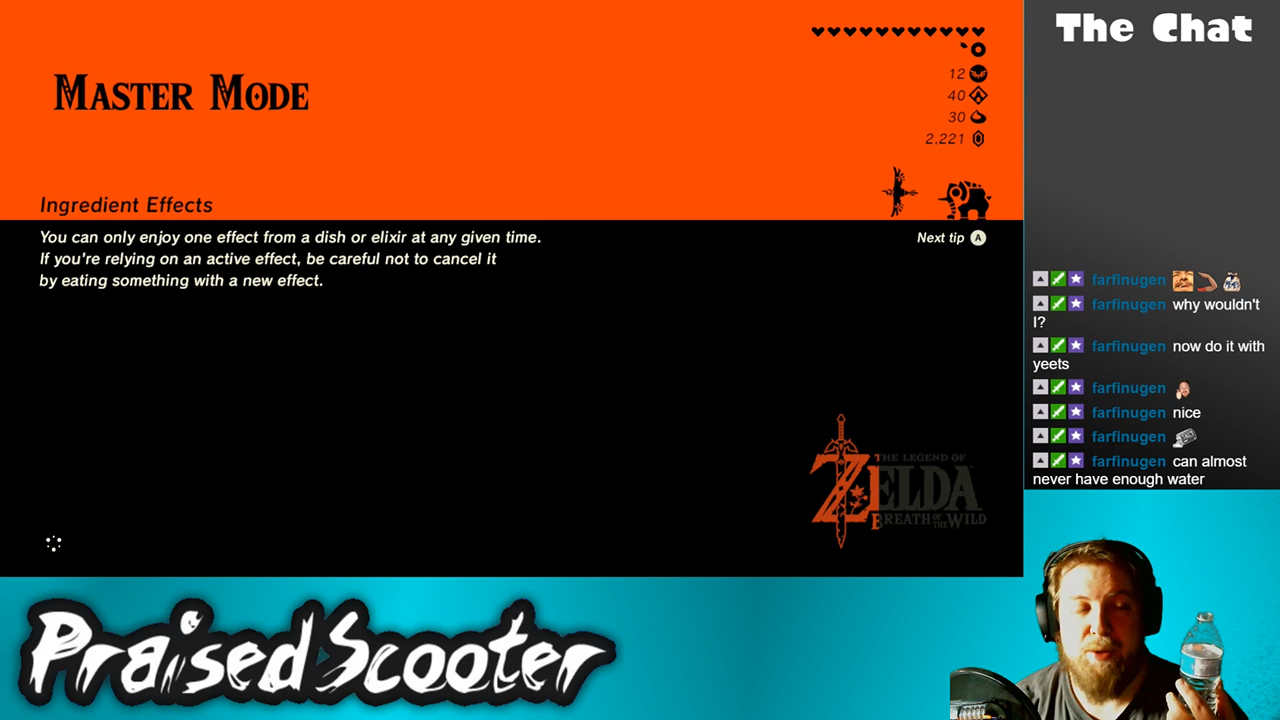 The Chat
Master Mode
12
40
30
2,221
Ingredient Effects
You can only enjoy one effect from a dish or elixir at any given time.
If you're relying on an active effect, be careful not to cancel it
by eating something with a new effect.
Next tip A
THE LEGEND OF
ZELDA
BREATH OF THE WILD
farfinugen
farfinugen why wouldn't
I?
farfinugen now do it with
yeets
farfinugen
farfinugen nice
farfinugen
farfinugen can almost
never have enough water
PraisedScooter